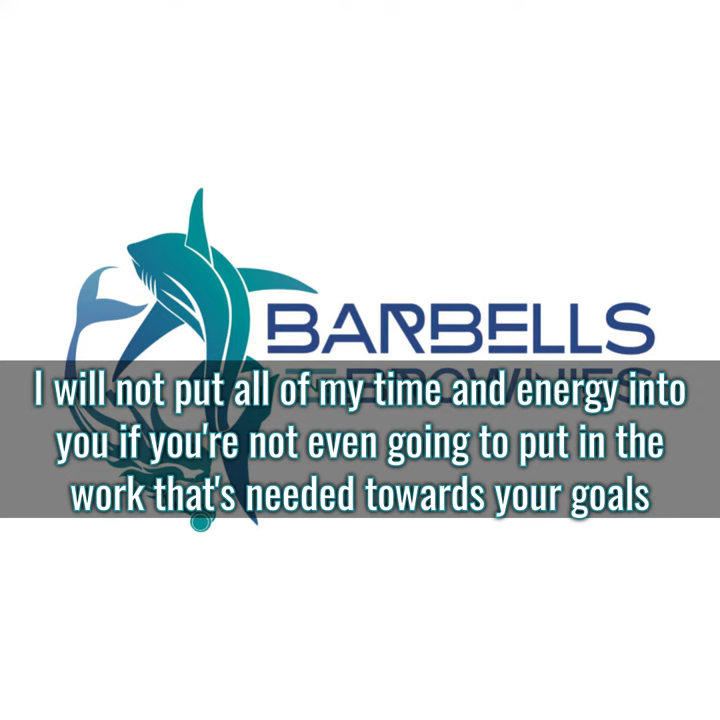 BARBELLS
I will not put all of my time and energy into
you if you're not even going to put in the
work that's needed towards your goals